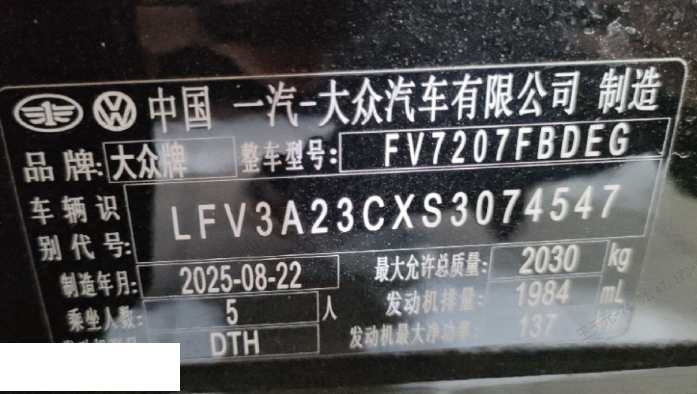 中国 一汽-大众汽车有限公司 制造
品牌: 大众牌 整车型号: FV7207FBDEG
车辆识别代号: LFV3A23CXS3074547
制造年月: 2025-08-22 最大允许总质量: 2030 kg
乘坐人数: 5 人 发动机排量: 1984 mL
DTH 发动机最大净功率: 137